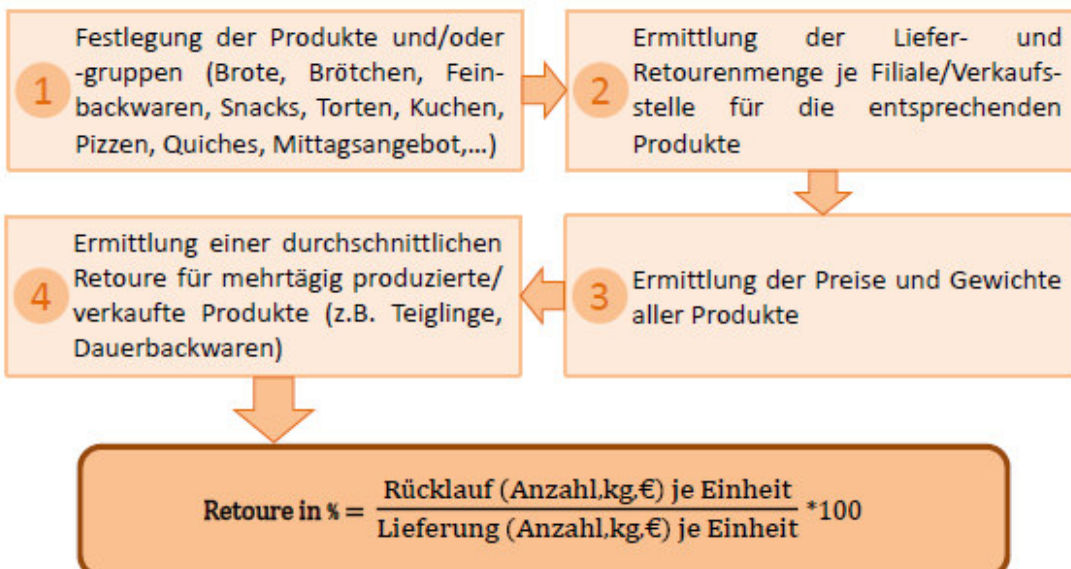 1
Festlegung der Produkte und/oder
-gruppen (Brote, Brötchen, Fein-
backwaren, Snacks, Torten, Kuchen,
Pizzen, Quiches, Mittagsangebot,...)
2
Ermittlung der Liefer- und
Retourenmenge je Filiale/Verkaufs-
stelle für die entsprechenden
Produkte
3
Ermittlung der Preise und Gewichte
aller Produkte
4
Ermittlung einer durchschnittlichen
Retoure für mehrtägig produzierte/
verkaufte Produkte (z.B. Teiglinge,
Dauerbackwaren)
Rücklauf (Anzahl,kg,€) je Einheit
Retoure in % = *100
Lieferung (Anzahl,kg,€) je Einheit